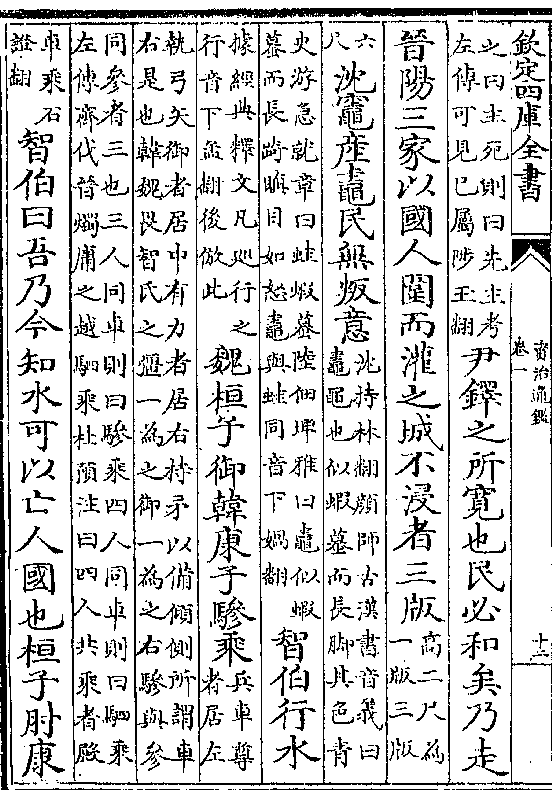 欽定四庫全書
資治通鑑
卷一
十三
之曰主死則曰先主考
左傳可見已屬陟玉翻
尹鐸之所寛也民必和矣乃走
晉陽三家以國人圍而灌之城不浸者三版
高二尺為
一版三版
六
尺
沈竈産鼃民無叛意
沈持林翻顔師古漢書音義曰
鼃黽也似蝦蟇而長脚其色青
史游急就章曰蛙蝦蟇陸佃埤雅曰鼃似蝦
蟇而長踦瞋目如怒鼃與蛙同音下媧翻
智伯行水
據經典釋文凡巡行之
行音下孟翻後倣此
魏桓子御韓康子驂乘
兵車尊
者居左
執弓矢御者居中有力者居右持矛以備傾側所謂車
右是也韓魏畏智氏之彊一為之御一為之右驂與參
同參者三也三人同車則曰驂乘四人同車則曰駟乘
左傳齊伐晉燭庸之越駟乘杜預注曰四人共乘者殿
車乘石
證翻
智伯曰吾乃今知水可以亡人國也桓子肘康